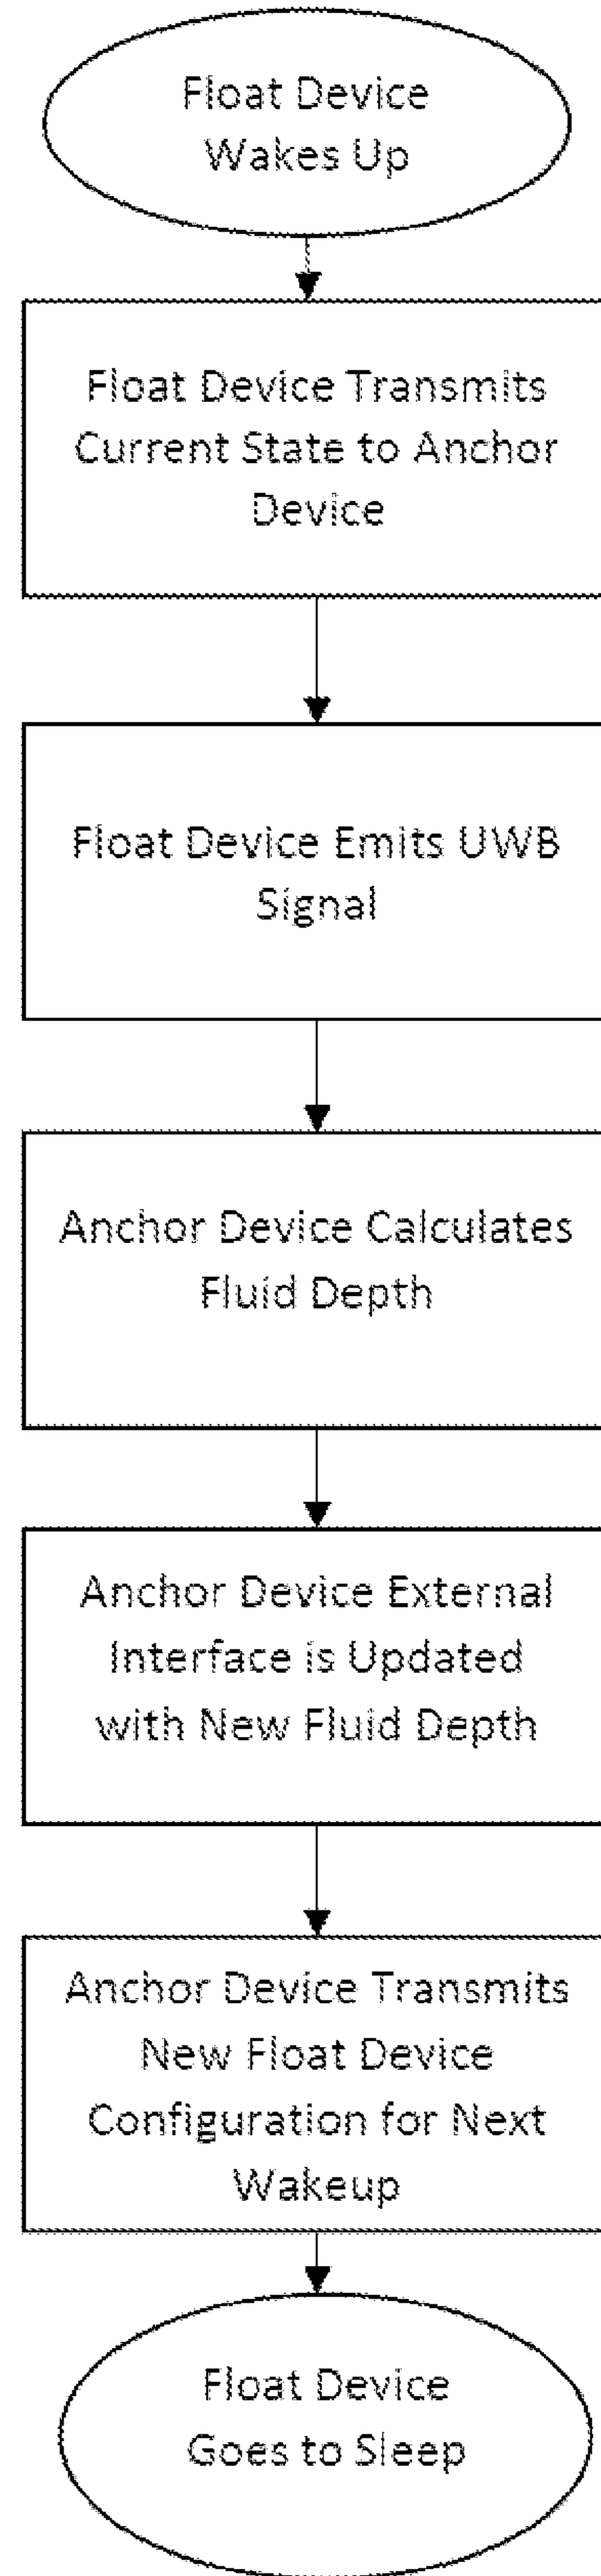 Float Device
Wakes Up
Float Device Transmits
Current State to Anchor
Device
Float Device Emits UWB
Signal
Anchor Device Calculates
Fluid Depth
Anchor Device External
Interface is Updated
with New Fluid Depth
Anchor Device Transmits
New Float Device
Configuration for Next
Wakeup
Float Device
Goes to Sleep